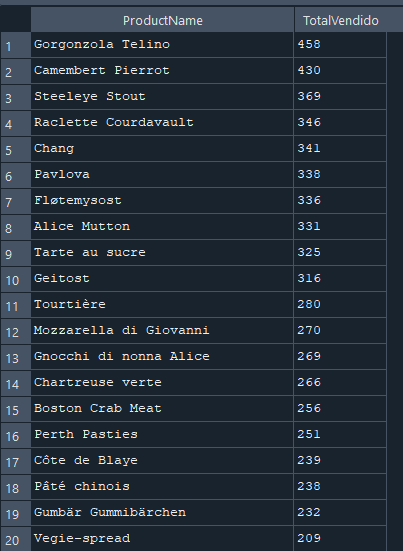 ProductName TotalVendido
1 Gorgonzola Telino 458
2 Camembert Pierrot 430
3 Steeleye Stout 369
4 Raclette Courdavault 346
5 Chang 341
6 Pavlova 338
7 Fløtemysost 336
8 Alice Mutton 331
9 Tarte au sucre 325
10 Geitost 316
11 Tourtière 280
12 Mozzarella di Giovanni 270
13 Gnocchi di nonna Alice 269
14 Chartreuse verte 266
15 Boston Crab Meat 256
16 Perth Pasties 251
17 Côte de Blaye 239
18 Pâté chinois 238
19 Gumbär Gummibärchen 232
20 Vegie-spread 209